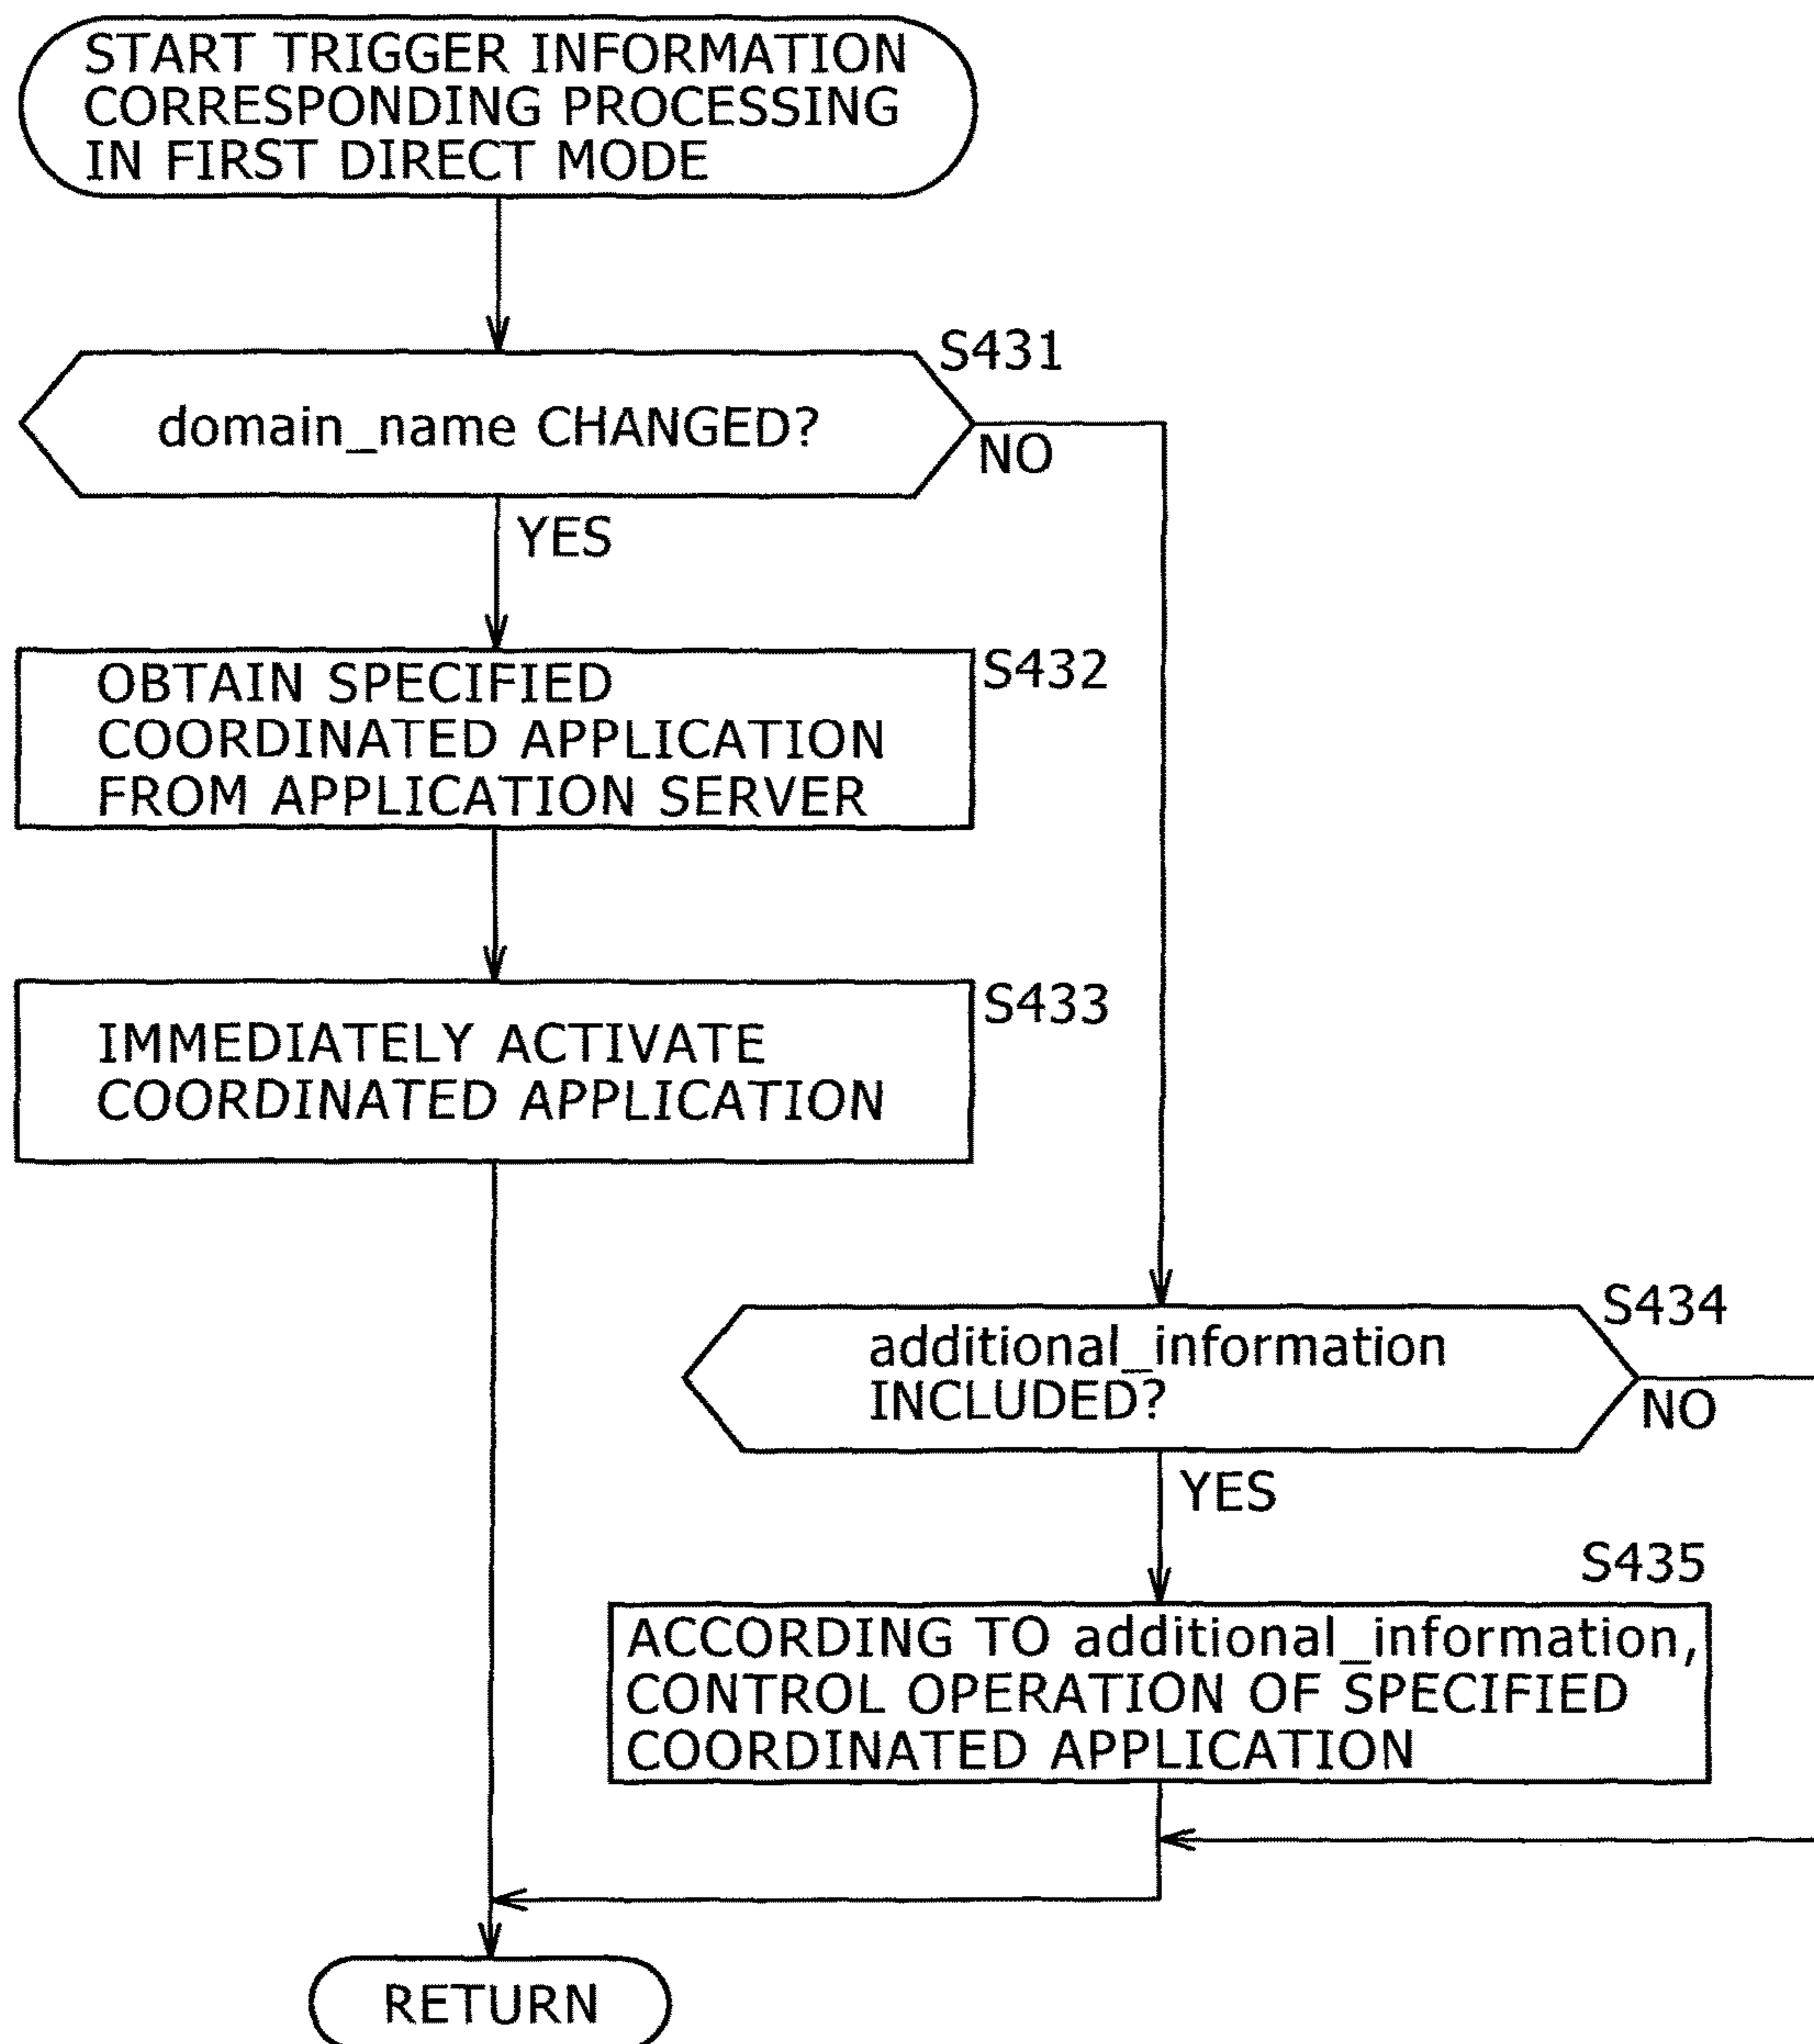 START TRIGGER INFORMATION
CORRESPONDING PROCESSING
IN FIRST DIRECT MODE
S431
domain_name CHANGED?
NO
YES
S432
OBTAIN SPECIFIED
COORDINATED APPLICATION
FROM APPLICATION SERVER
S433
IMMEDIATELY ACTIVATE
COORDINATED APPLICATION
S434
additional_information
INCLUDED?
NO
YES
S435
ACCORDING TO additional_information,
CONTROL OPERATION OF SPECIFIED
COORDINATED APPLICATION
RETURN